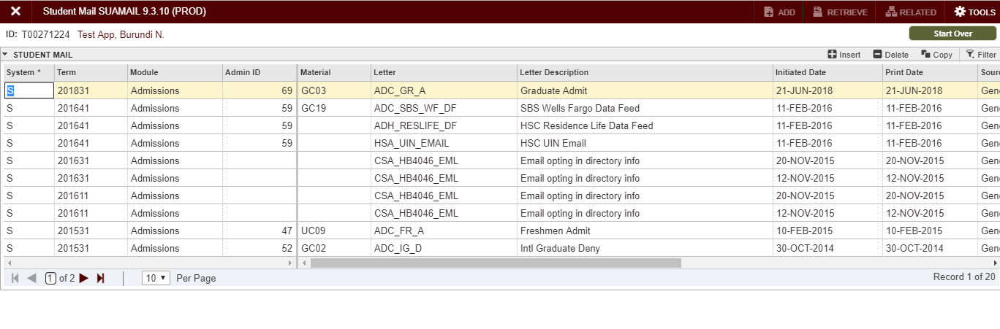 Student Mail SUAMAIL 9.3.10 (PROD) ADD RETRIEVE RELATED TOOLS
ID: T00271224 Test App, Burundi N. Start Over
STUDENT MAIL Insert Delete Copy Filter
System * Term Module Admin ID Material Letter Letter Description Initiated Date Print Date Sour
S 201831 Admissions 69 GC03 ADC_GR_A Graduate Admit 21-JUN-2018 21-JUN-2018 Gen
S 201641 Admissions 59 GC19 ADC_SBS_WF_DF SBS Wells Fargo Data Feed 11-FEB-2016 11-FEB-2016 Gen
S 201641 Admissions 59 ADH_RESLIFE_DF HSC Residence Life Data Feed 11-FEB-2016 11-FEB-2016 Gen
S 201641 Admissions 59 HSA_UIN_EMAIL HSC UIN Email 11-FEB-2016 11-FEB-2016 Gen
S 201631 Admissions CSA_HB4046_EML Email opting in directory info 20-NOV-2015 20-NOV-2015 Gen
S 201631 Admissions CSA_HB4046_EML Email opting in directory info 12-NOV-2015 12-NOV-2015 Gen
S 201611 Admissions CSA_HB4046_EML Email opting in directory info 20-NOV-2015 20-NOV-2015 Gen
S 201611 Admissions CSA_HB4046_EML Email opting in directory info 12-NOV-2015 12-NOV-2015 Gen
S 201531 Admissions 47 UC09 ADC_FR_A Freshmen Admit 10-FEB-2015 10-FEB-2015 Gen
S 201531 Admissions 52 GC02 ADC_IG_D Intl Graduate Deny 30-OCT-2014 30-OCT-2014 Gen
1 of 2 10 Per Page Record 1 of 20